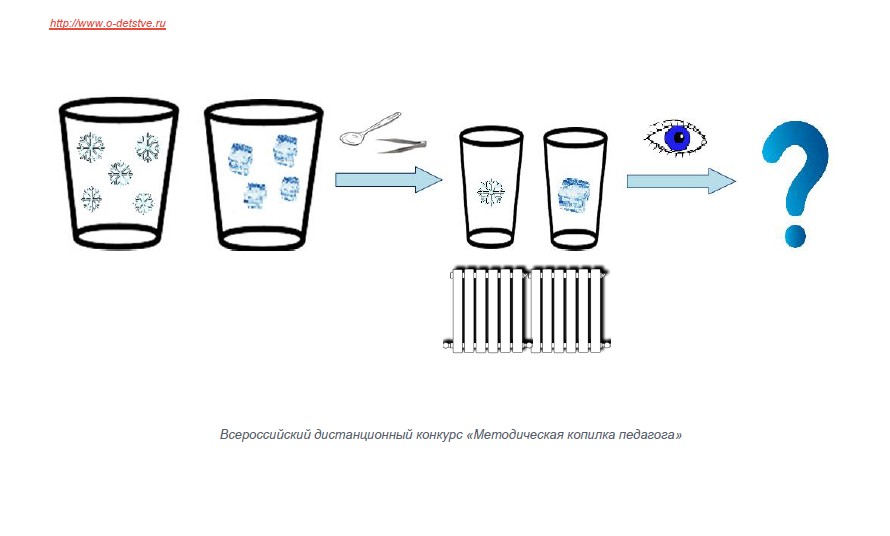 http://www.o-detstve.ru
?
Всероссийский дистанционный конкурс «Методическая копилка педагога»